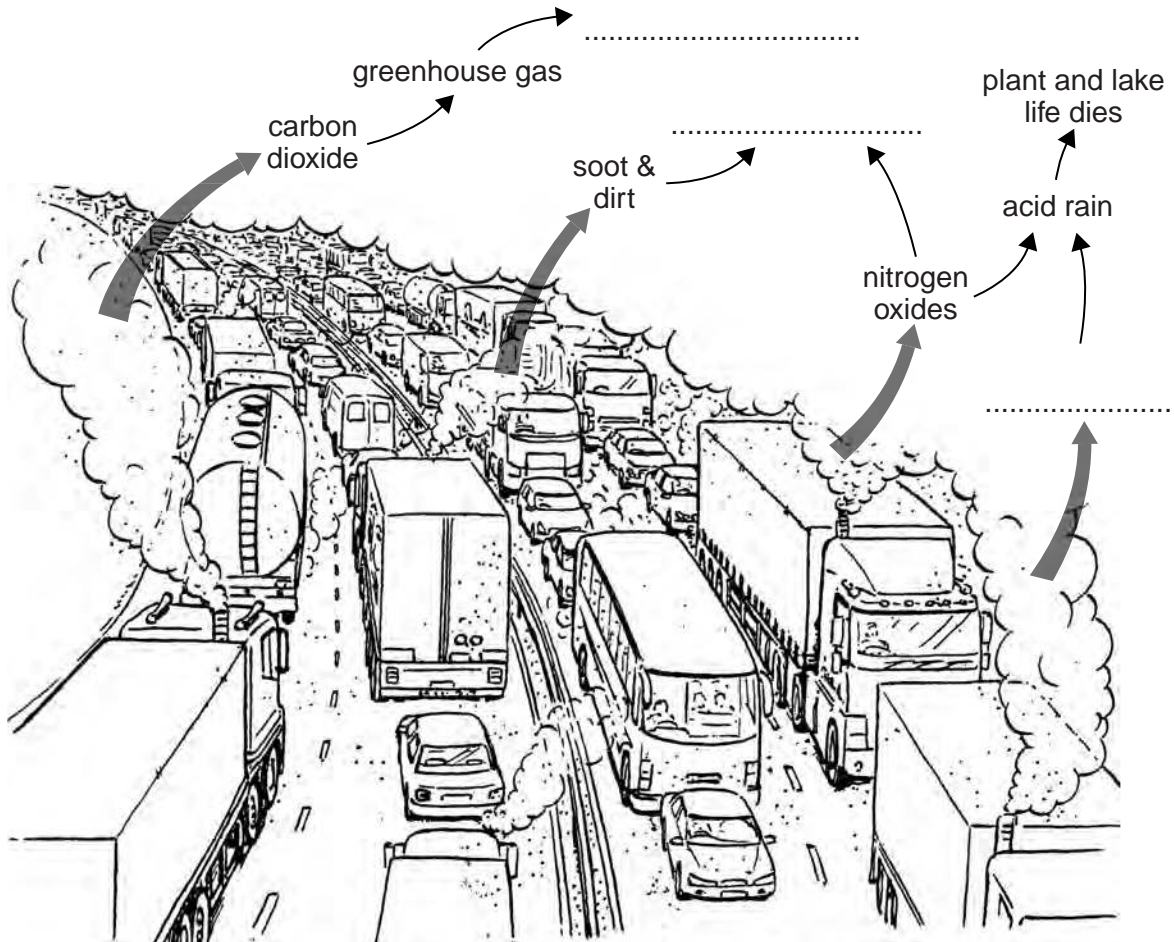 greenhouse gas
carbon
dioxide
soot &
dirt
nitrogen
oxides
acid rain
plant and lake
life dies